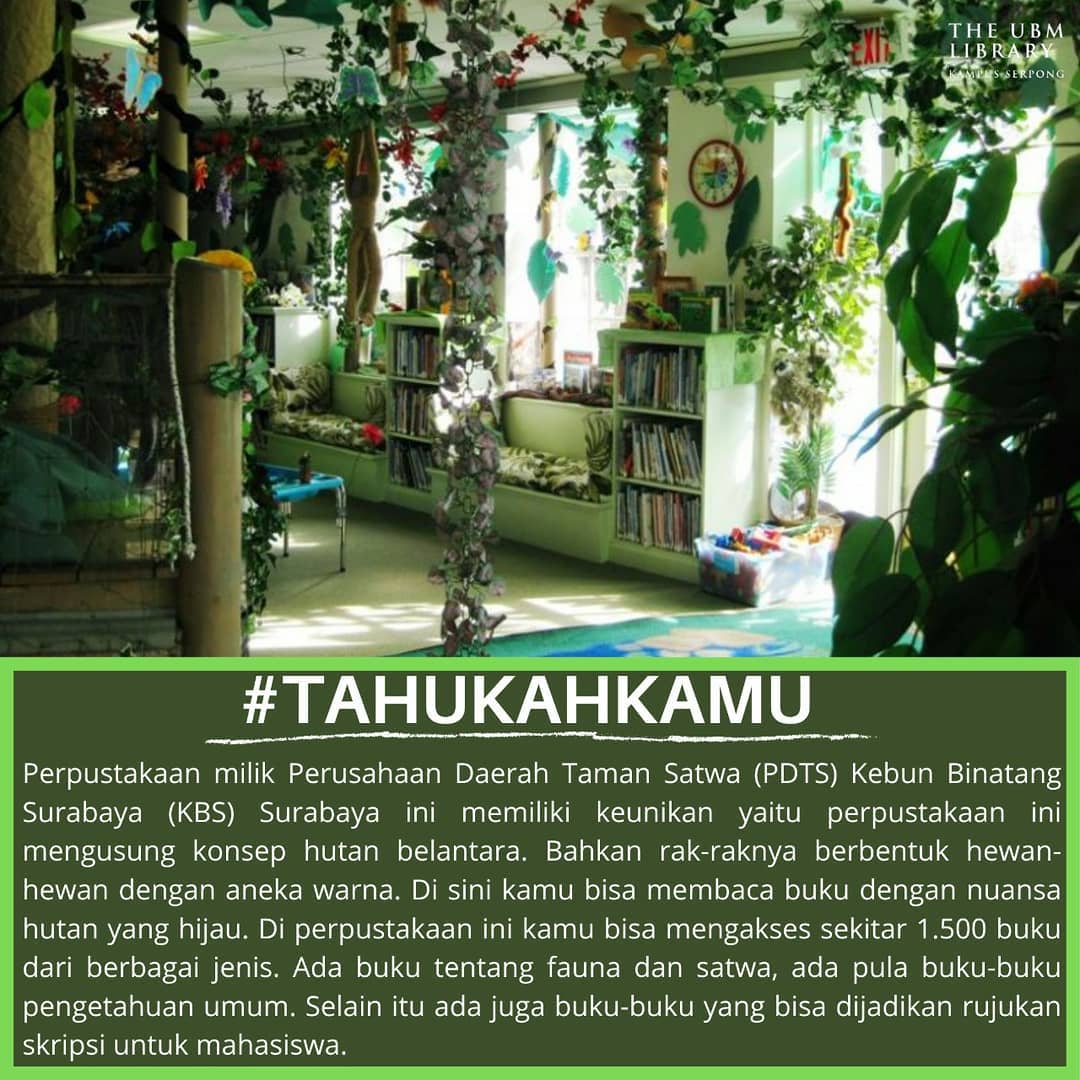 THE UBM
LIBRARY
KAMPUS SERPONG
EXIT
#TAHUKAHKAMU
Perpustakaan milik Perusahaan Daerah Taman Satwa (PDTS) Kebun Binatang
Surabaya (KBS) Surabaya ini memiliki keunikan yaitu perpustakaan ini
mengusung konsep hutan belantara. Bahkan rak-raknya berbentuk hewan-
hewan dengan aneka warna. Di sini kamu bisa membaca buku dengan nuansa
hutan yang hijau. Di perpustakaan ini kamu bisa mengakses sekitar 1.500 buku
dari berbagai jenis. Ada buku tentang fauna dan satwa, ada pula buku-buku
pengetahuan umum. Selain itu ada juga buku-buku yang bisa dijadikan rujukan
skripsi untuk mahasiswa.